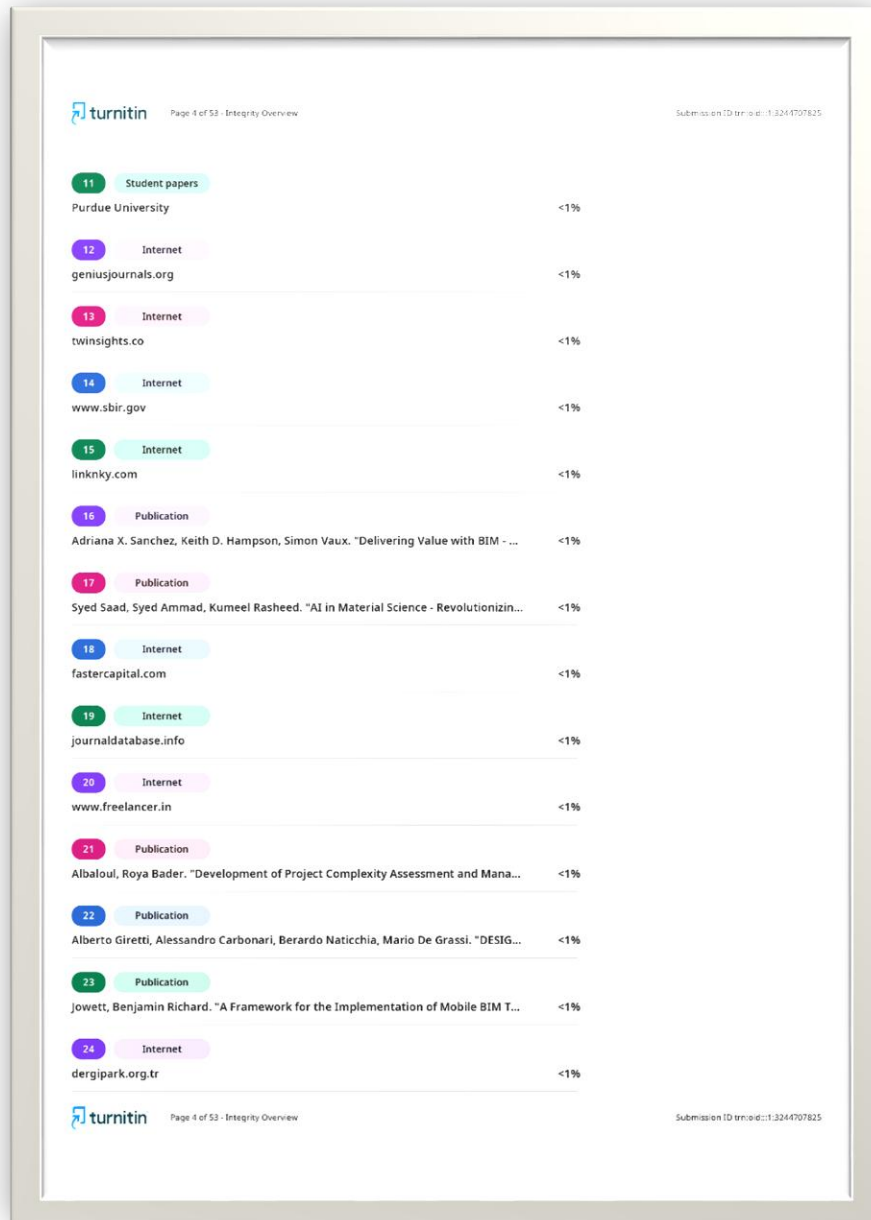 turnitin Page 4 of 53 - Integrity Overview Submission ID trn:oid:::1:3244707825
11 Student papers
Purdue University <1%
12 Internet
geniusjournals.org <1%
13 Internet
twinsights.co <1%
14 Internet
www.sbir.gov <1%
15 Internet
linknky.com <1%
16 Publication
Adriana X. Sanchez, Keith D. Hampson, Simon Vaux. "Delivering Value with BIM - ... <1%
17 Publication
Syed Saad, Syed Ammad, Kumeel Rasheed. "AI in Material Science - Revolutionizin... <1%
18 Internet
fastercapital.com <1%
19 Internet
journaldatabase.info <1%
20 Internet
www.freelancer.in <1%
21 Publication
Albaloul, Roya Bader. "Development of Project Complexity Assessment and Mana... <1%
22 Publication
Alberto Giretti, Alessandro Carbonari, Berardo Naticchia, Mario De Grassi. "DESIG... <1%
23 Publication
Jowett, Benjamin Richard. "A Framework for the Implementation of Mobile BIM T... <1%
24 Internet
dergipark.org.tr <1%
turnitin Page 4 of 53 - Integrity Overview Submission ID trn:oid:::1:3244707825